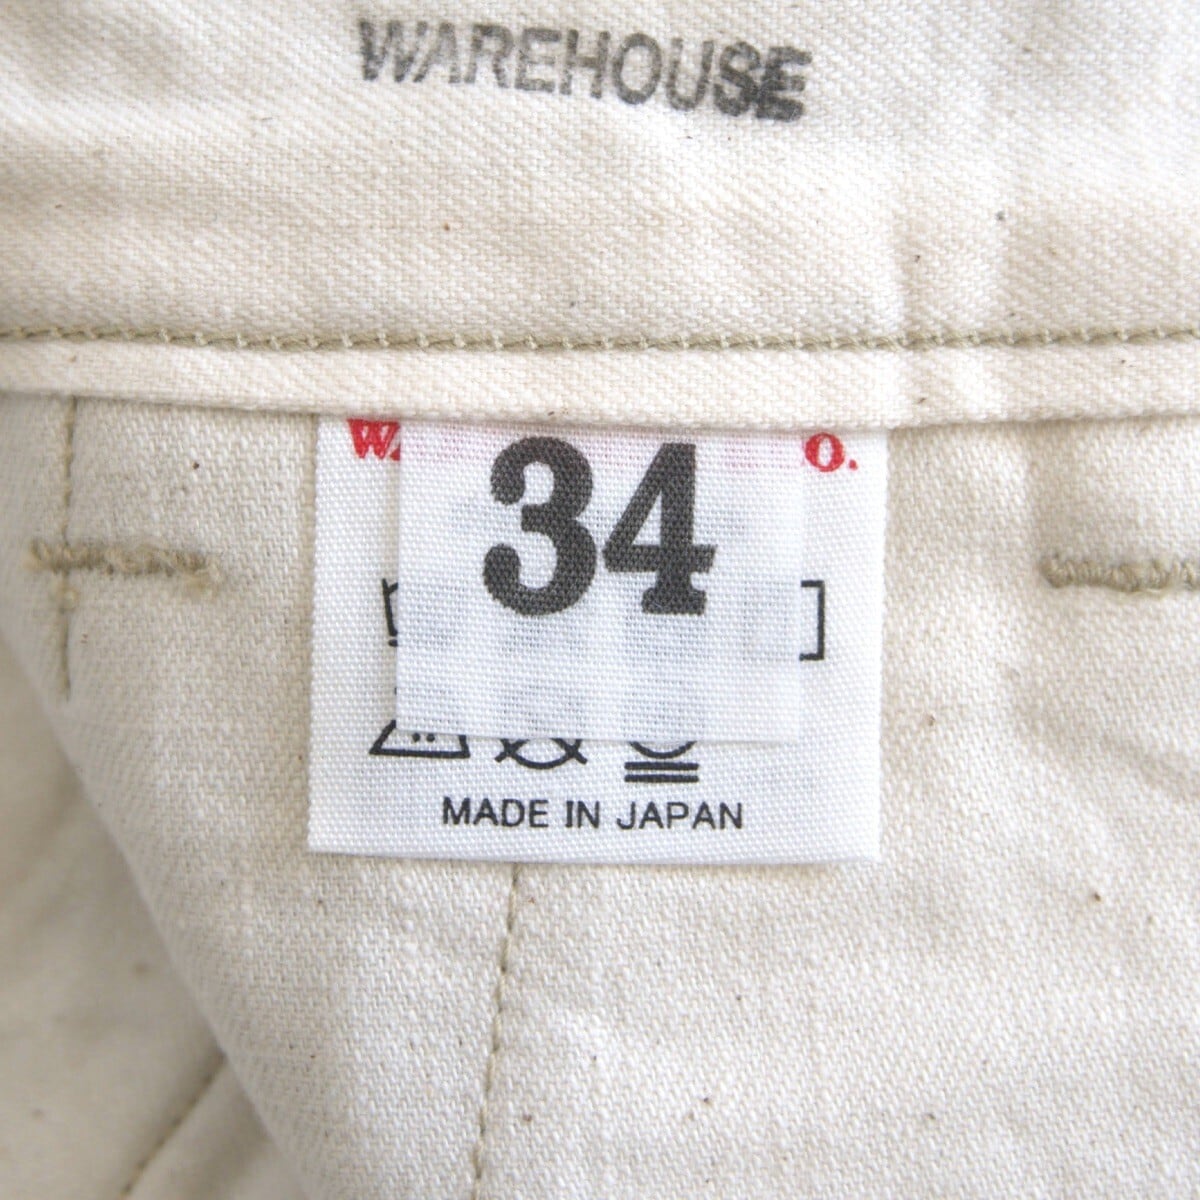 WAREHOUSE
34
O.
MADE IN JAPAN